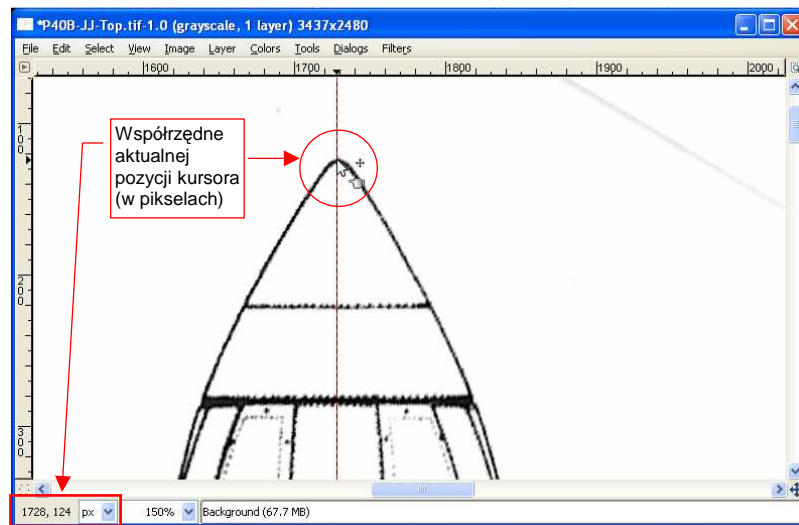 *P40B-JJ-Top.tif-1.0 (grayscale, 1 layer) 3437x2480
File Edit Select View Image Layer Colors Tools Dialogs Filters
1600 1700 1800 1900 2000
100
Współrzędne
aktualnej
pozycji kursora
(w pikselach)
200
300
1728, 124 px 150% Background (67.7 MB)